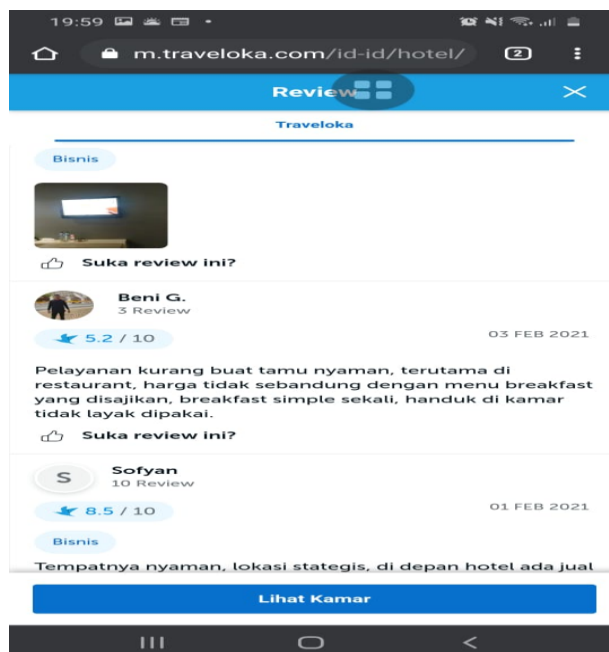 19:59
m.traveloka.com/id-id/hotel/
2
Review
Traveloka
Bisnis
Suka review ini?
Beni G.
3 Review
5.2 / 10
03 FEB 2021
Pelayanan kurang buat tamu nyaman, terutama di
restaurant, harga tidak sebandung dengan menu breakfast
yang disajikan, breakfast simple sekali, handuk di kamar
tidak layak dipakai.
Suka review ini?
S
Sofyan
10 Review
8.5 / 10
01 FEB 2021
Bisnis
Tempatnya nyaman, lokasi stategis, di depan hotel ada jual
Lihat Kamar